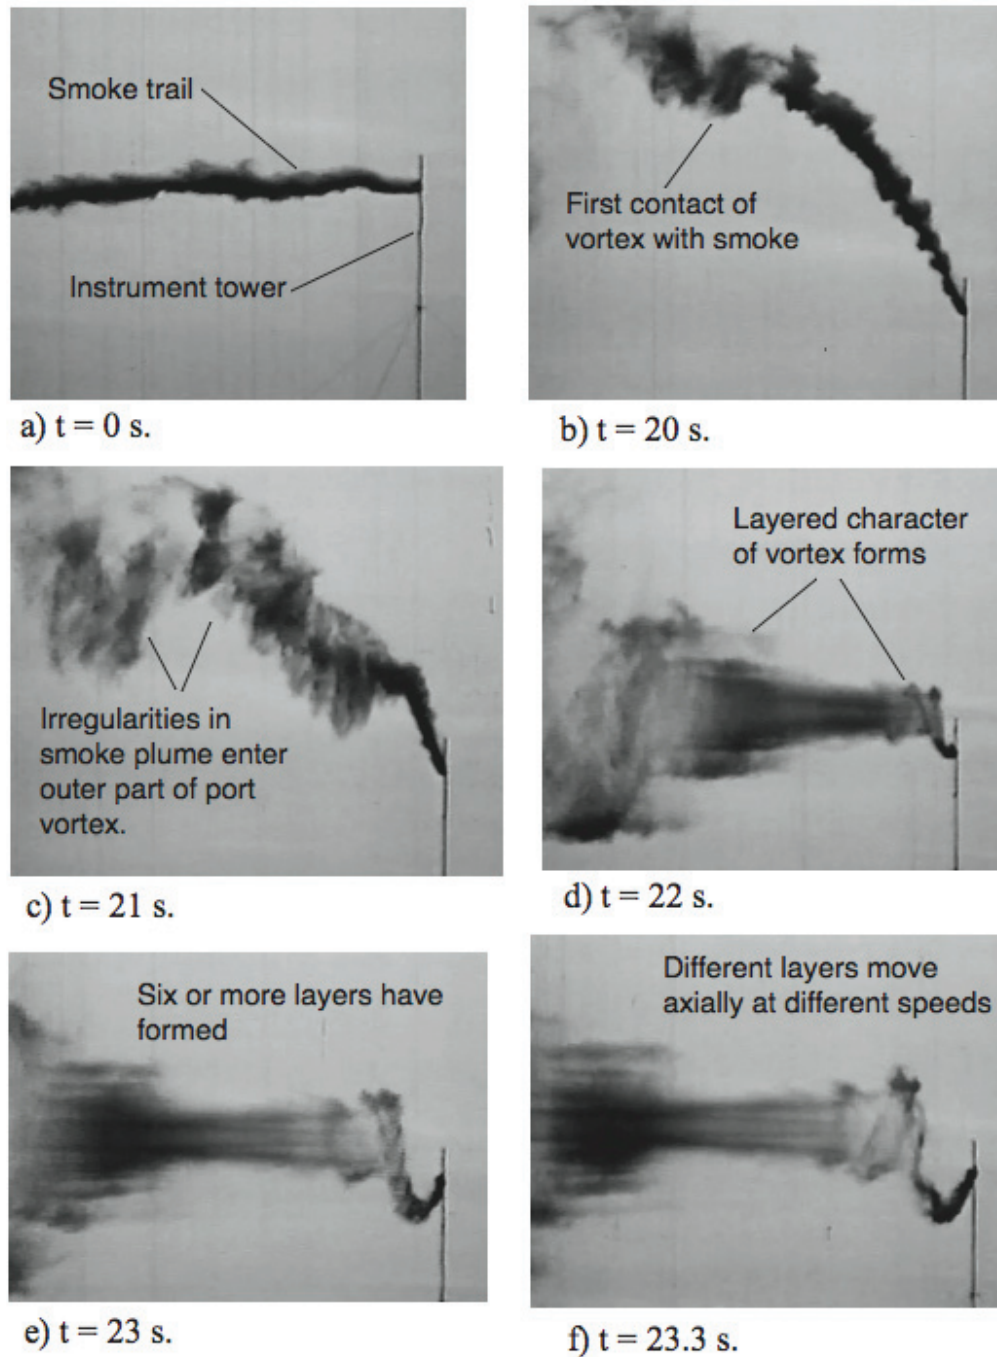 Smoke trail
Instrument tower
a) t = 0 s.
First contact of
vortex with smoke
b) t = 20 s.
Irregularities in
smoke plume enter
outer part of port
vortex.
c) t = 21 s.
Layered character
of vortex forms
d) t = 22 s.
Six or more layers have
formed
e) t = 23 s.
Different layers move
axially at different speeds
f) t = 23.3 s.